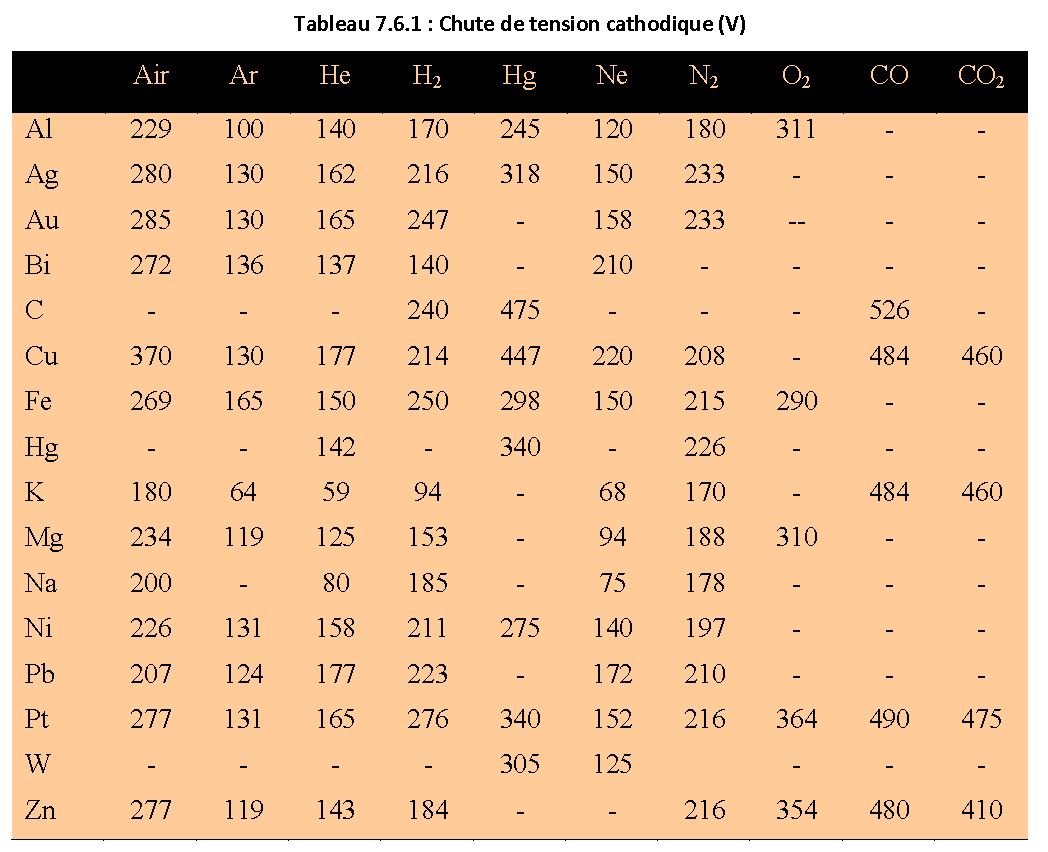 Tableau 7.6.1 : Chute de tension cathodique (V)
Air Ar He H₂ Hg Ne N₂ O₂ CO CO₂
Al 229 100 140 170 245 120 180 311 - -
Ag 280 130 162 216 318 150 233 - - -
Au 285 130 165 247 - 158 233 -- - -
Bi 272 136 137 140 - 210 - - - -
C - - - 240 475 - - - 526 -
Cu 370 130 177 214 447 220 208 - 484 460
Fe 269 165 150 250 298 150 215 290 - -
Hg - - 142 - 340 - 226 - - -
K 180 64 59 94 - 68 170 - 484 460
Mg 234 119 125 153 - 94 188 310 - -
Na 200 - 80 185 - 75 178 - - -
Ni 226 131 158 211 275 140 197 - - -
Pb 207 124 177 223 - 172 210 - - -
Pt 277 131 165 276 340 152 216 364 490 475
W - - - - 305 125 - - -
Zn 277 119 143 184 - - 216 354 480 410